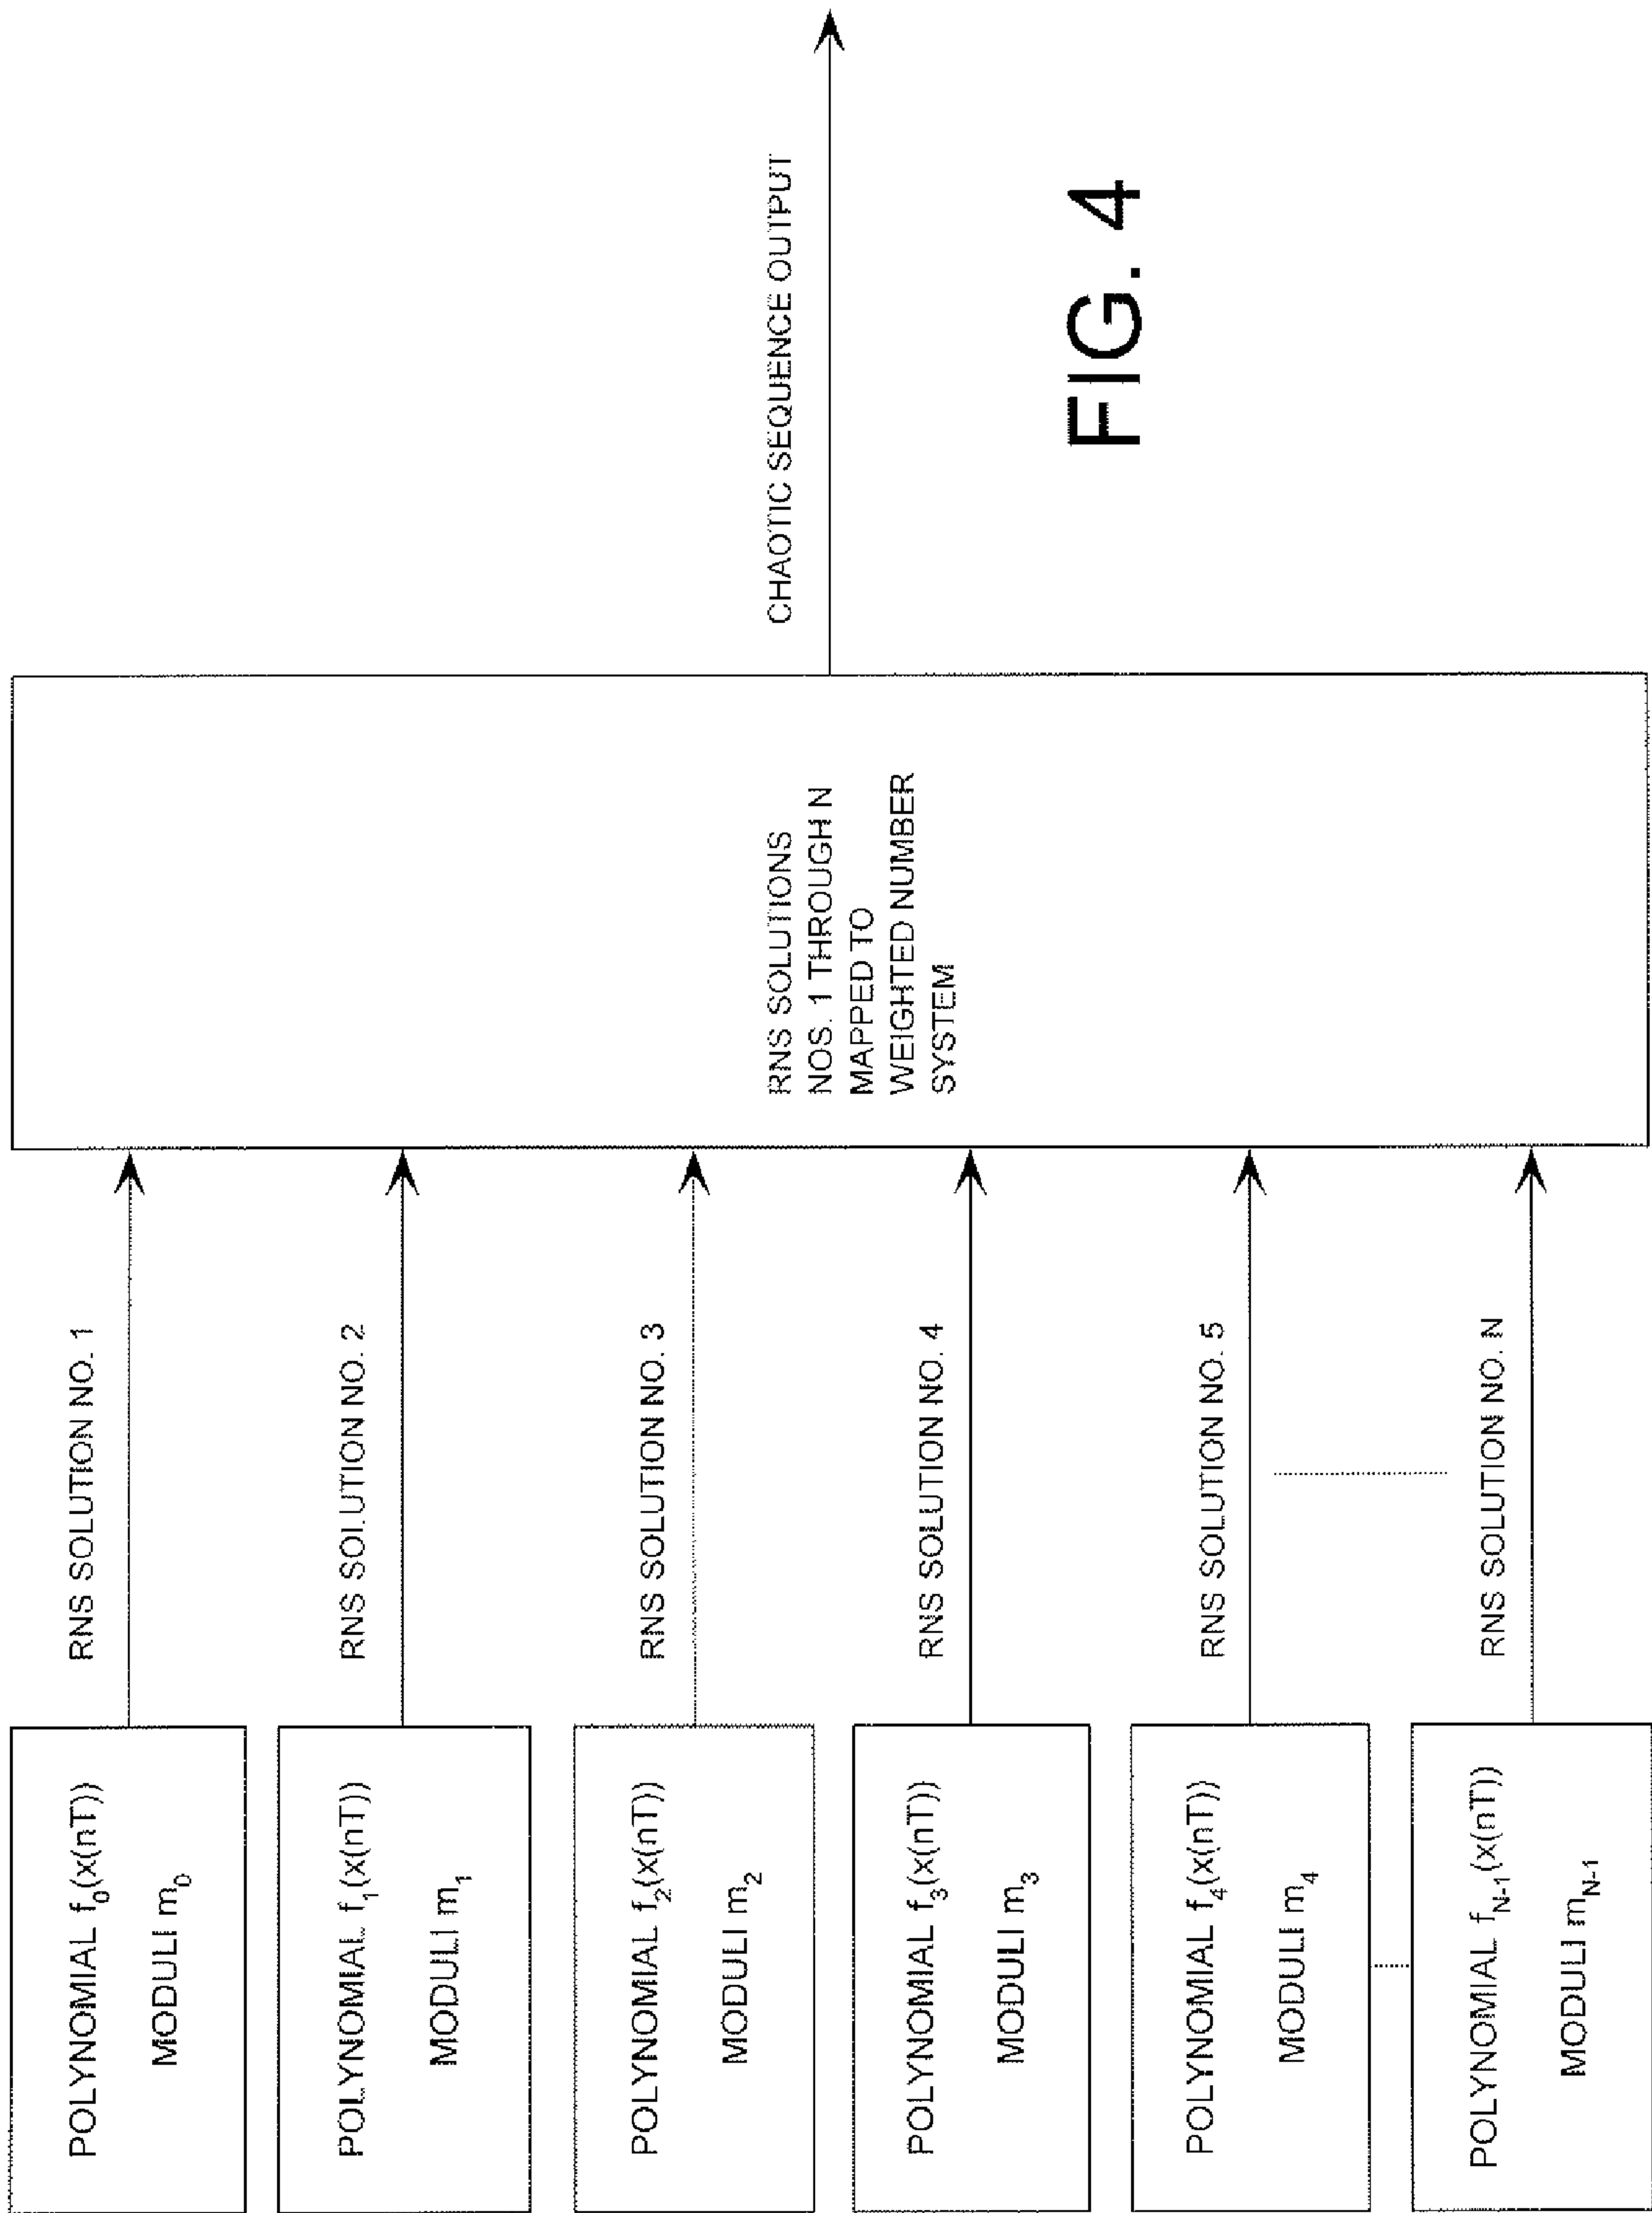 POLYNOMIAL f₀(x(nT))
MODULI m₀
RNS SOLUTION NO. 1
POLYNOMIAL f₁(x(nT))
MODULI m₁
RNS SOLUTION NO. 2
POLYNOMIAL f₂(x(nT))
MODULI m₂
RNS SOLUTION NO. 3
POLYNOMIAL f₃(x(nT))
MODULI m₃
RNS SOLUTION NO. 4
POLYNOMIAL f₄(x(nT))
MODULI m₄
RNS SOLUTION NO. 5
POLYNOMIAL f_{N-1}(x(nT))
MODULI m_{N-1}
RNS SOLUTION NO. N
RNS SOLUTIONS
NOS. 1 THROUGH N
MAPPED TO
WEIGHTED NUMBER
SYSTEM
CHAOTIC SEQUENCE OUTPUT
FIG. 4